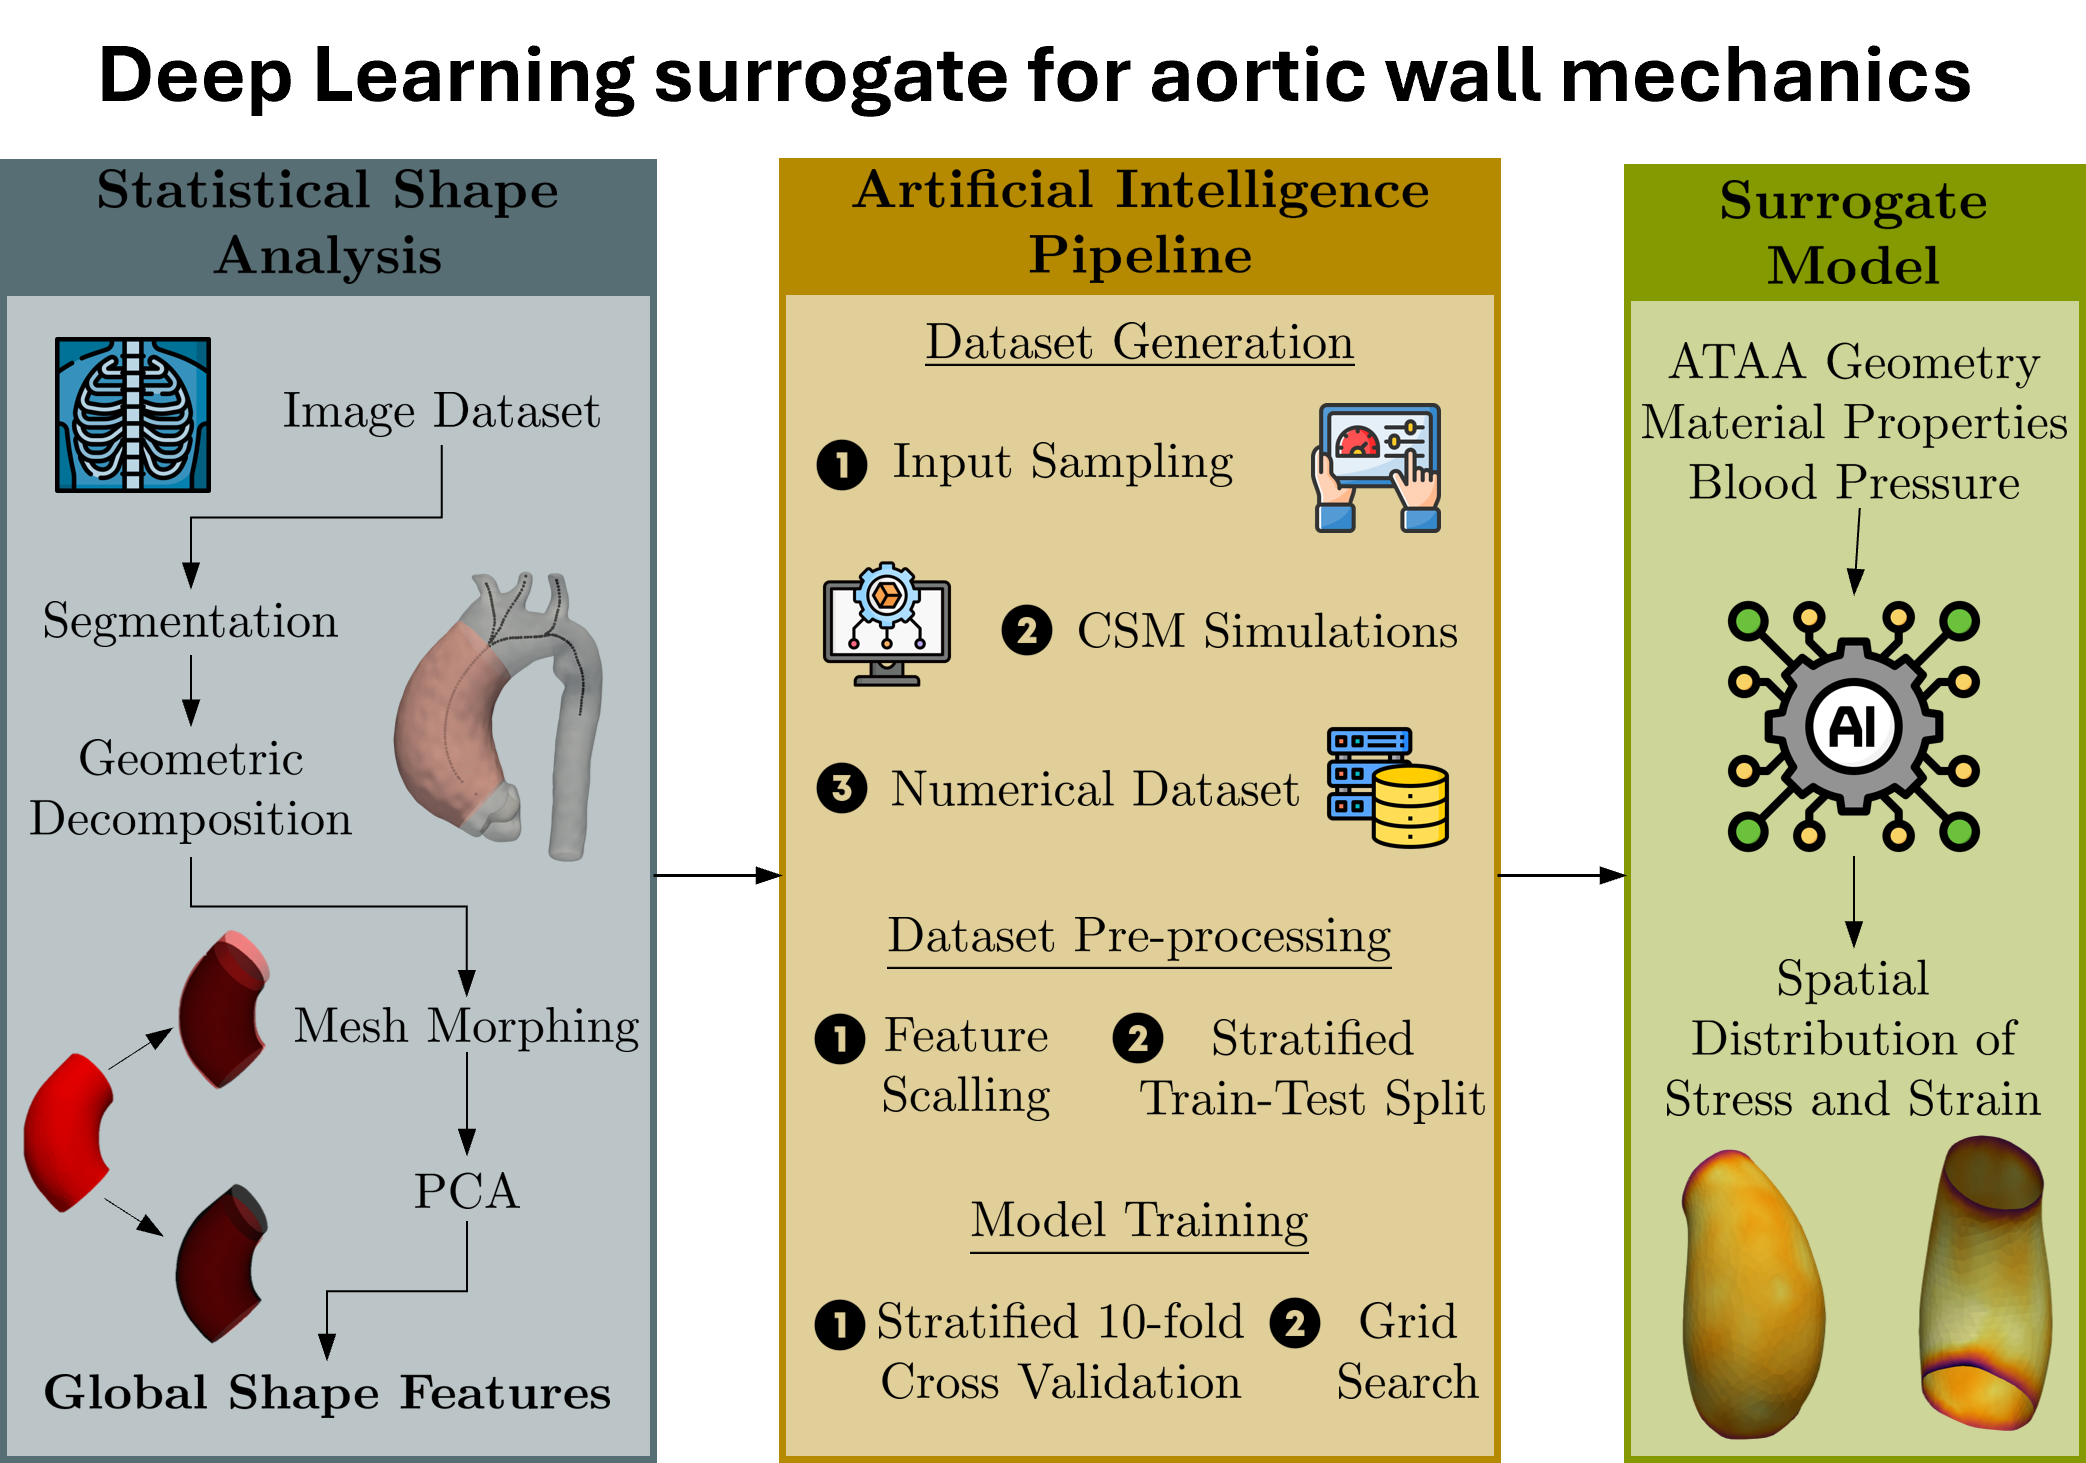 Deep Learning surrogate for aortic wall mechanics
Statistical Shape
Analysis
Image Dataset
Segmentation
Geometric
Decomposition
Mesh Morphing
PCA
Global Shape Features
Artificial Intelligence
Pipeline
Dataset Generation
1 Input Sampling
2 CSM Simulations
3 Numerical Dataset
Dataset Pre-processing
1 Feature
Scalling
2 Stratified
Train-Test Split
Model Training
1 Stratified 10-fold
Cross Validation
2 Grid
Search
Surrogate
Model
ATAA Geometry
Material Properties
Blood Pressure
AI
Spatial
Distribution of
Stress and Strain